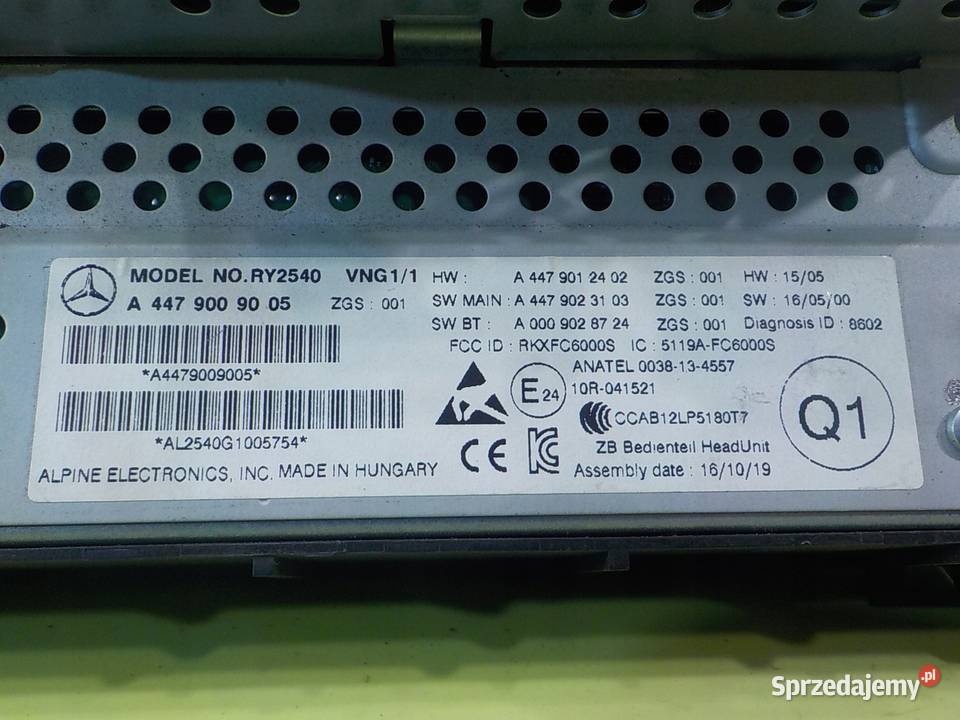 MODEL NO.RY2540 VNG1/1
A 447 900 90 05 ZGS : 001
*A4479009005*
*AL2540G1005754*
ALPINE ELECTRONICS, INC. MADE IN HUNGARY
HW : A 447 901 24 02 ZGS : 001 HW : 15/05
SW MAIN : A 447 902 31 03 ZGS : 001 SW : 16/05/00
SW BT : A 000 902 87 24 ZGS : 001 Diagnosis ID : 8602
FCC ID : RKXFC6000S IC : 5119A-FC6000S
ANATEL 0038-13-4557
E24 10R-041521
CCAB12LP5180T7
CE
ZB Bedienteil HeadUnit
Assembly date : 16/10/19
Q1
Sprzedajemy.pl